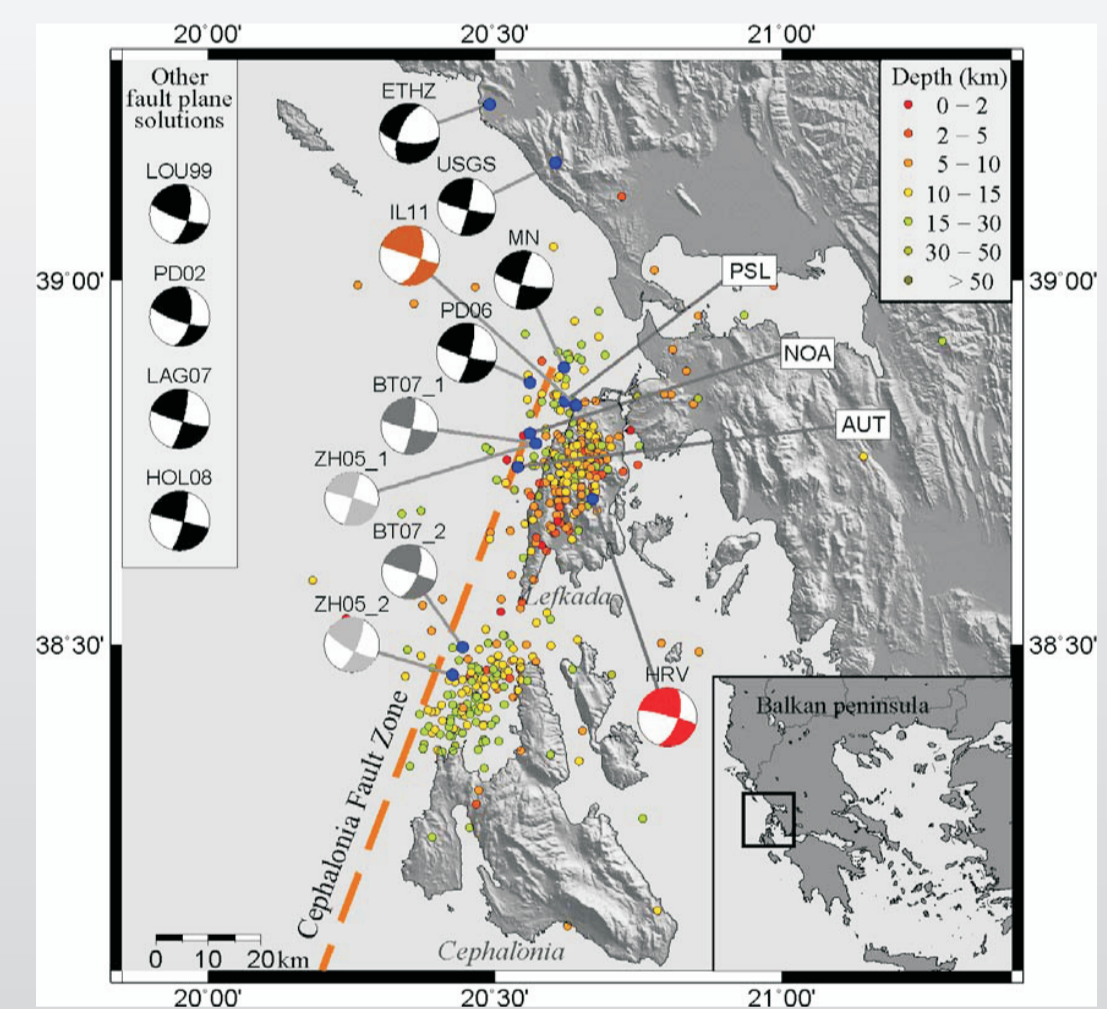 20°00'
20°30'
21°00'
Other
fault plane
solutions
LOU99
PD02
LAG07
HOL08
ETHZ
USGS
IL11
MN
PD06
BT07_1
ZH05_1
BT07_2
ZH05_2
PSL
NOA
AUT
HRV
Depth (km)
0 – 2
2 – 5
5 – 10
10 – 15
15 – 30
30 – 50
> 50
39°00'
39°00'
38°30'
38°30'
Lefkada
Cephalonia Fault Zone
Cephalonia
Balkan peninsula
0 10 20 km
20°00'
20°30'
21°00'